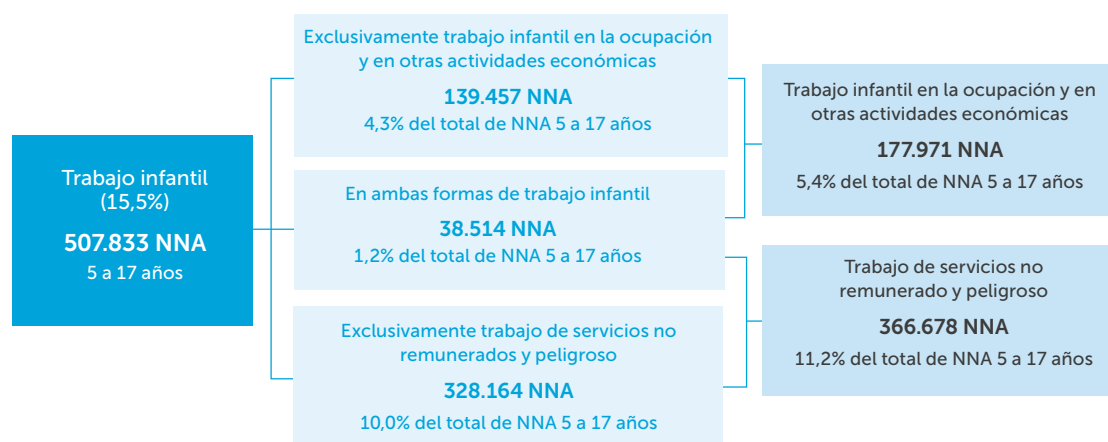 Trabajo infantil
(15,5%)
507.833 NNA
5 a 17 años
Exclusivamente trabajo infantil en la ocupación
y en otras actividades económicas
139.457 NNA
4,3% del total de NNA 5 a 17 años
En ambas formas de trabajo infantil
38.514 NNA
1,2% del total de NNA 5 a 17 años
Exclusivamente trabajo de servicios no
remunerados y peligroso
328.164 NNA
10,0% del total de NNA 5 a 17 años
Trabajo infantil en la ocupación y en
otras actividades económicas
177.971 NNA
5,4% del total de NNA 5 a 17 años
Trabajo de servicios no
remunerado y peligroso
366.678 NNA
11,2% del total de NNA 5 a 17 años